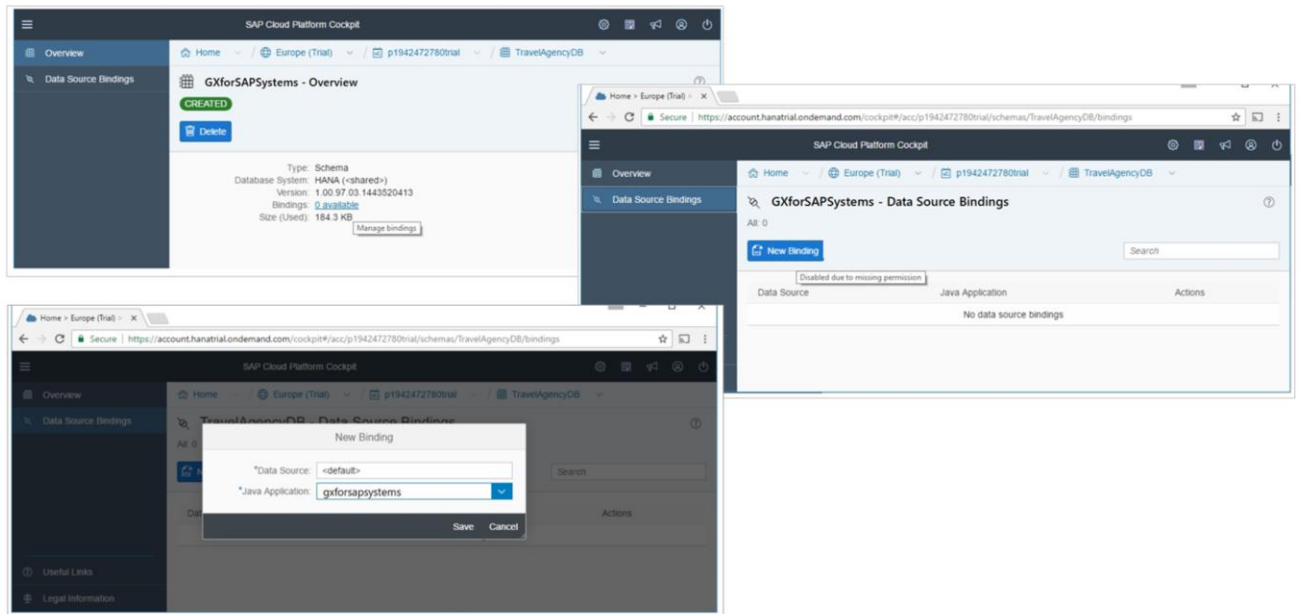 SAP Cloud Platform Cockpit
Overview
Home / Europe (Trial) / p1942472780trial / TravelAgencyDB
Data Source Bindings
GXforSAPSystems - Overview
CREATED
Delete
Type: Schema
Database System: HANA (<shared>)
Version: 1.00.97.03.1443520413
Bindings: 0 available
Size (Used): 184.3 KB
Manage bindings
Home > Europe (Trial) >
Secure | https://account.hanatrial.ondemand.com/cockpit#/acc/p1942472780trial/schemas/TravelAgencyDB/bindings
SAP Cloud Platform Cockpit
Overview
Home / Europe (Trial) / p1942472780trial / TravelAgencyDB
Data Source Bindings
GXforSAPSystems - Data Source Bindings
All: 0
New Binding
Search
Disabled due to missing permission
Data Source Java Application Actions
No data source bindings
Home > Europe (Trial) >
Secure | https://account.hanatrial.ondemand.com/cockpit#/acc/p1942472780trial/schemas/TravelAgencyDB/bindings
SAP Cloud Platform Cockpit
Overview
Home / Europe (Trial) / p1942472780trial / TravelAgencyDB
Data Source Bindings
TravelAgencyDB - Data Source Bindings
All: 0
New Binding
Search
*Data Source: <default>
*Java Application: gxforsapsystems
Actions
Save Cancel
Useful Links
Legal Information